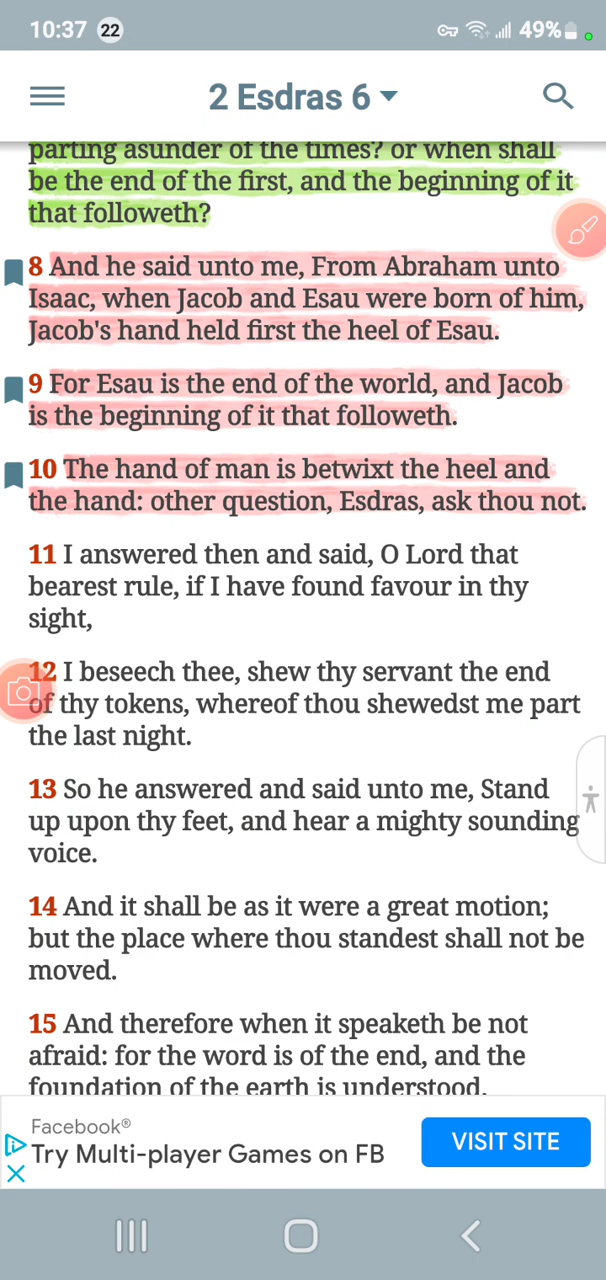 10:37 22 49%
2 Esdras 6
parting asunder of the times? or when shall
be the end of the first, and the beginning of it
that followeth?
8 And he said unto me, From Abraham unto
Isaac, when Jacob and Esau were born of him,
Jacob's hand held first the heel of Esau.
9 For Esau is the end of the world, and Jacob
is the beginning of it that followeth.
10 The hand of man is betwixt the heel and
the hand: other question, Esdras, ask thou not.
11 I answered then and said, O Lord that
bearest rule, if I have found favour in thy
sight,
12 I beseech thee, shew thy servant the end
of thy tokens, whereof thou shewedst me part
the last night.
13 So he answered and said unto me, Stand
up upon thy feet, and hear a mighty sounding
voice.
14 And it shall be as it were a great motion;
but the place where thou standest shall not be
moved.
15 And therefore when it speaketh be not
afraid: for the word is of the end, and the
foundation of the earth is understood.
Facebook®
Try Multi-player Games on FB
VISIT SITE